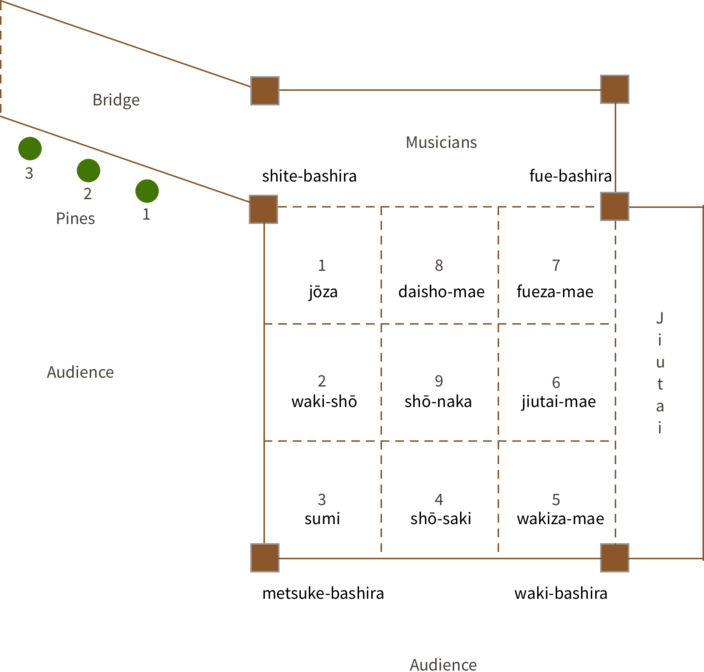 Bridge
Musicians
3
2
1
Pines
shite-bashira
fue-bashira
1
jōza
8
daisho-mae
7
fueza-mae
Jiutai
Audience
2
waki-shō
9
shō-naka
6
jiutai-mae
3
sumi
4
shō-saki
5
wakiza-mae
metsuke-bashira
waki-bashira
Audience